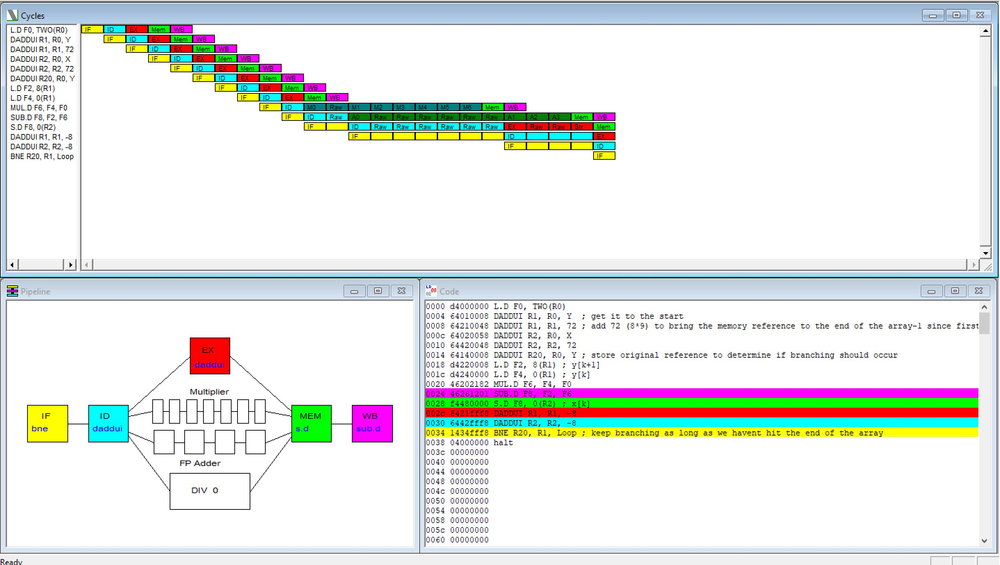 Cycles
L.D F0, TWO(R0)
IF ID EX Mem WB
DADDUI R1, R0, Y
IF ID EX Mem WB
DADDUI R1, R1, 72
IF ID EX Mem WB
DADDUI R2, R0, X
IF ID EX Mem WB
DADDUI R2, R2, 72
IF ID EX Mem WB
DADDUI R20, R0, Y
IF ID EX Mem WB
L.D F2, 8(R1)
IF ID EX Mem WB
L.D F4, 0(R1)
IF ID EX Mem WB
MUL.D F6, F4, F0
IF ID M0 Raw M1 M2 M3 M4 M5 M6 Mem WB
SUB.D F8, F2, F6
IF ID Raw A0 Raw Raw Raw Raw Raw Raw A1 A2 A3 Mem WB
S.D F8, 0(R2)
IF ID Raw Raw Raw Raw Raw Raw EX Raw Raw Str Mem
DADDUI R1, R1, -8
IF ID EX
DADDUI R2, R2, -8
IF ID
BNE R20, R1, Loop
IF
Pipeline
EX
daddui
Multiplier
IF
bne
ID
daddui
MEM
s.d
WB
sub.d
FP Adder
DIV 0
Code
0000 d4000000 L.D F0, TWO(R0)
0004 64010008 DADDUI R1, R0, Y ; get it to the start
0008 64210048 DADDUI R1, R1, 72 ; add 72 (8*9) to bring the memory reference to the end of the array-1 since first
000c 64020058 DADDUI R2, R0, X
0010 64420048 DADDUI R2, R2, 72
0014 64140008 DADDUI R20, R0, Y ; store original reference to determine if branching should occur
0018 d4220008 L.D F2, 8(R1) ; y[k+1]
001c d4240000 L.D F4, 0(R1) ; y[k]
0020 46202182 MUL.D F6, F4, F0
0024 46261201 SUB.D F8, F2, F6
0028 f4480000 S.D F8, 0(R2) ; x[k]
002c 6421fff8 DADDUI R1, R1, -8
0030 6442fff8 DADDUI R2, R2, -8
0034 1434fff8 BNE R20, R1, Loop ; keep branching as long as we havent hit the end of the array
0038 04000000 halt
003c 00000000
0040 00000000
0044 00000000
0048 00000000
004c 00000000
0050 00000000
0054 00000000
0058 00000000
005c 00000000
0060 00000000
Ready